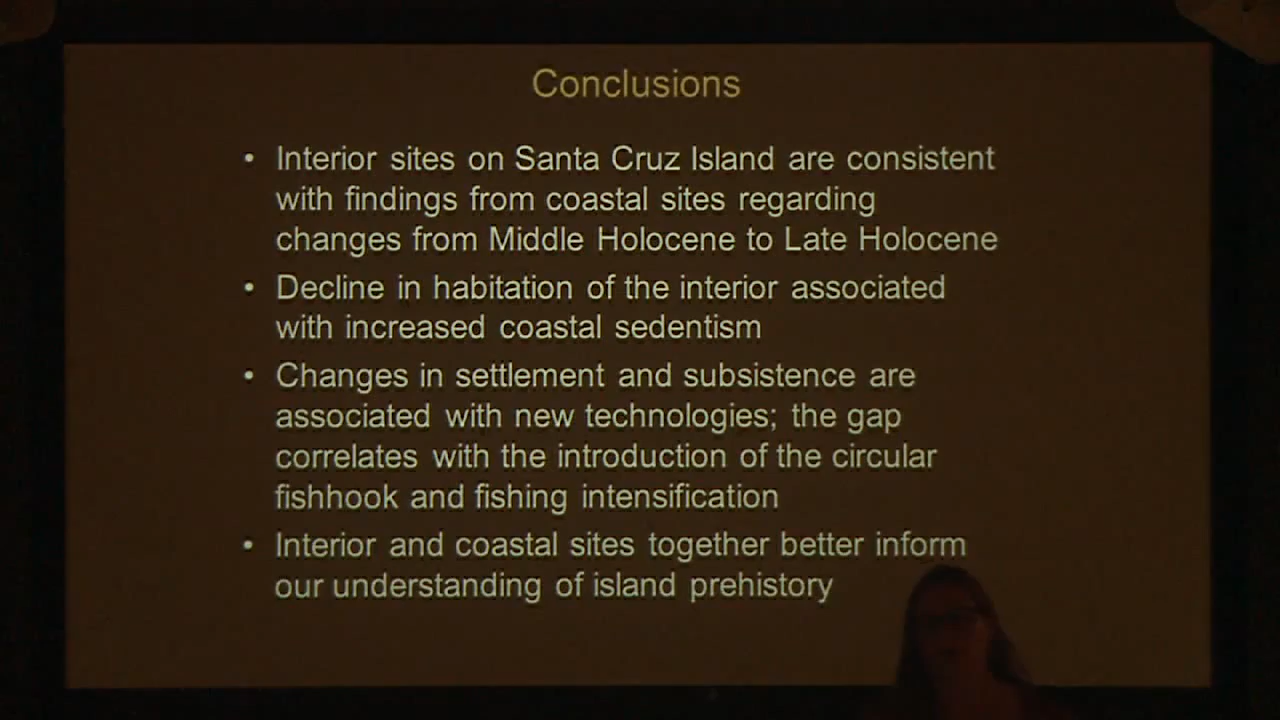 Conclusions
• Interior sites on Santa Cruz Island are consistent
with findings from coastal sites regarding
changes from Middle Holocene to Late Holocene
• Decline in habitation of the interior associated
with increased coastal sedentism
• Changes in settlement and subsistence are
associated with new technologies; the gap
correlates with the introduction of the circular
fishhook and fishing intensification
• Interior and coastal sites together better inform
our understanding of island prehistory